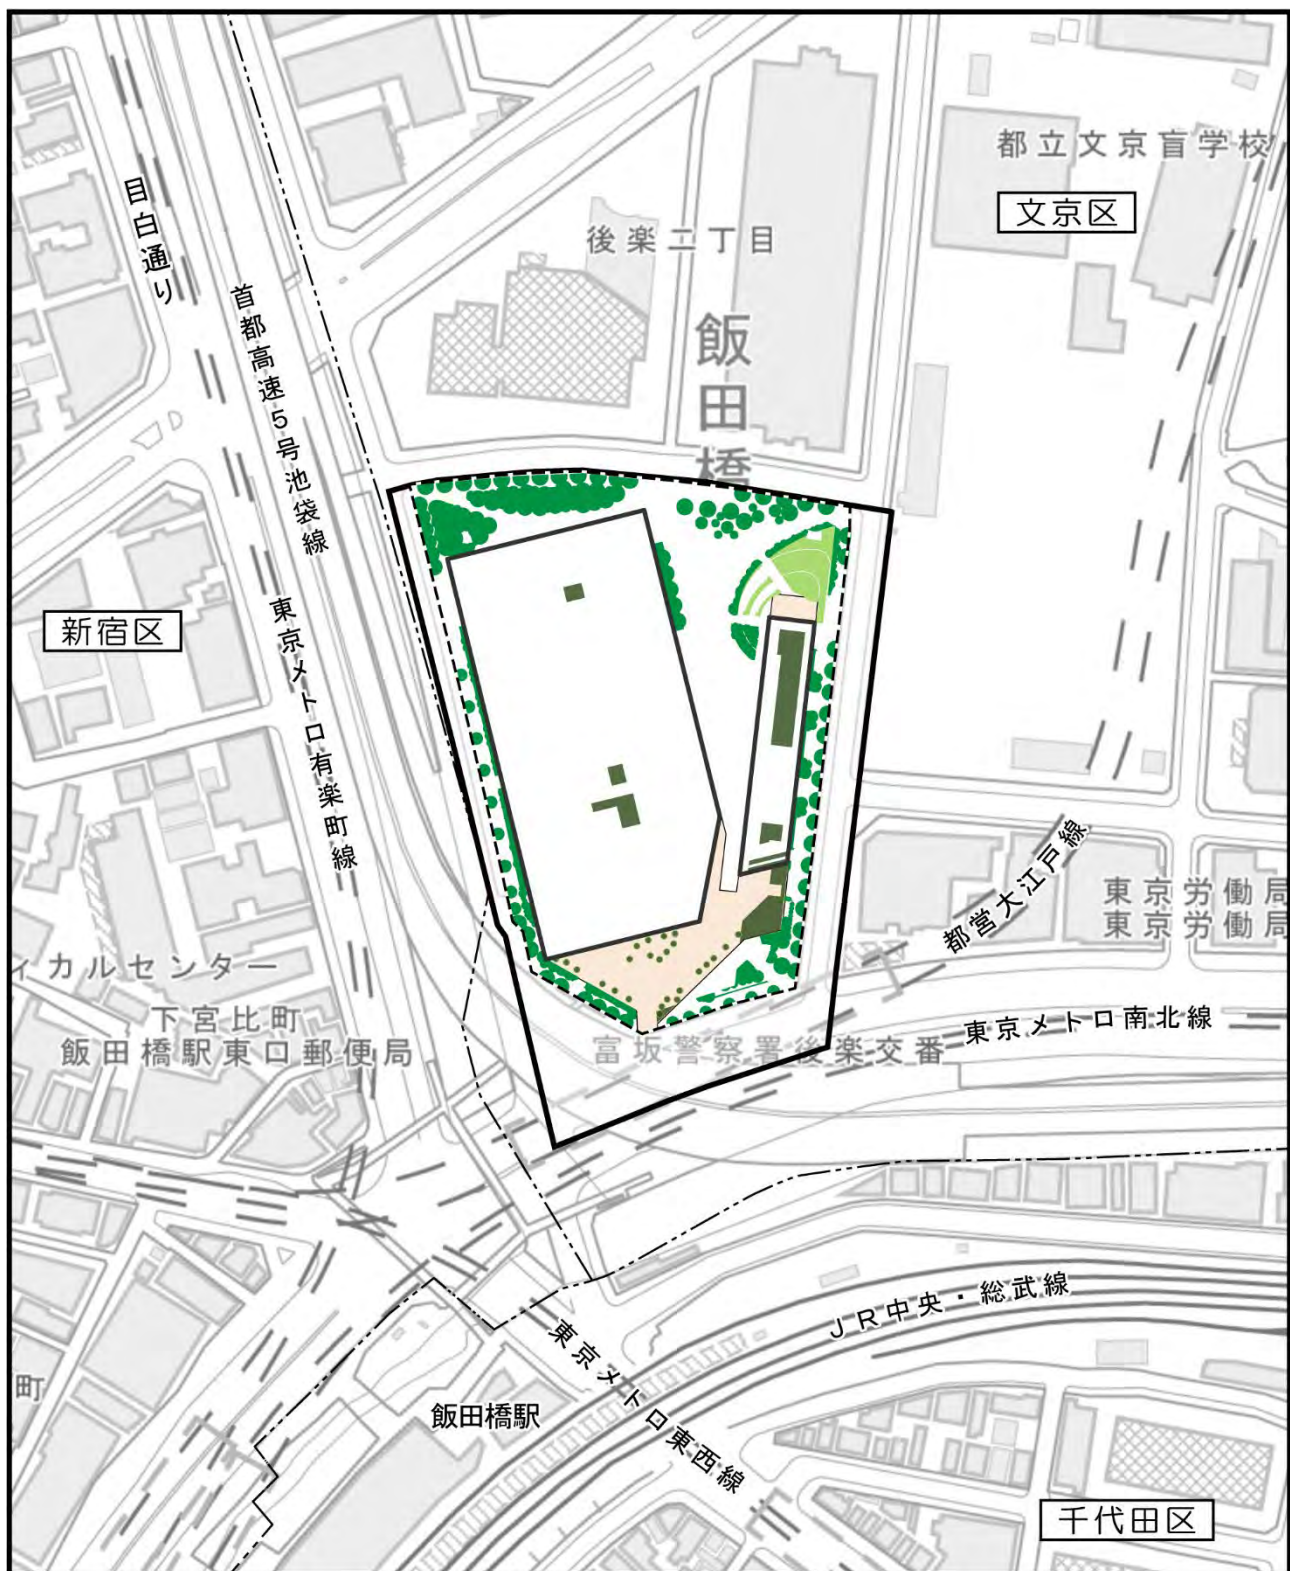 都立文京盲学校
文京区
目白通り
後楽二丁目
首都高速5号池袋線
飯田橋
新宿区
東京メトロ有楽町線
都営大江戸線
東京労働局
東京労働局
ィカルセンター
下宮比町
飯田橋駅東口郵便局
富坂警察署後楽交番
東京メトロ南北線
JR中央・総武線
東京メトロ東西線
町
飯田橋駅
千代田区